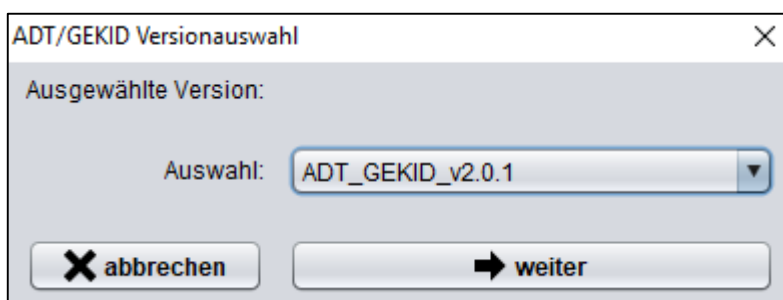 ADT/GEKID Versionauswahl
Ausgewählte Version:
Auswahl: ADT_GEKID_v2.0.1
abbrechen weiter